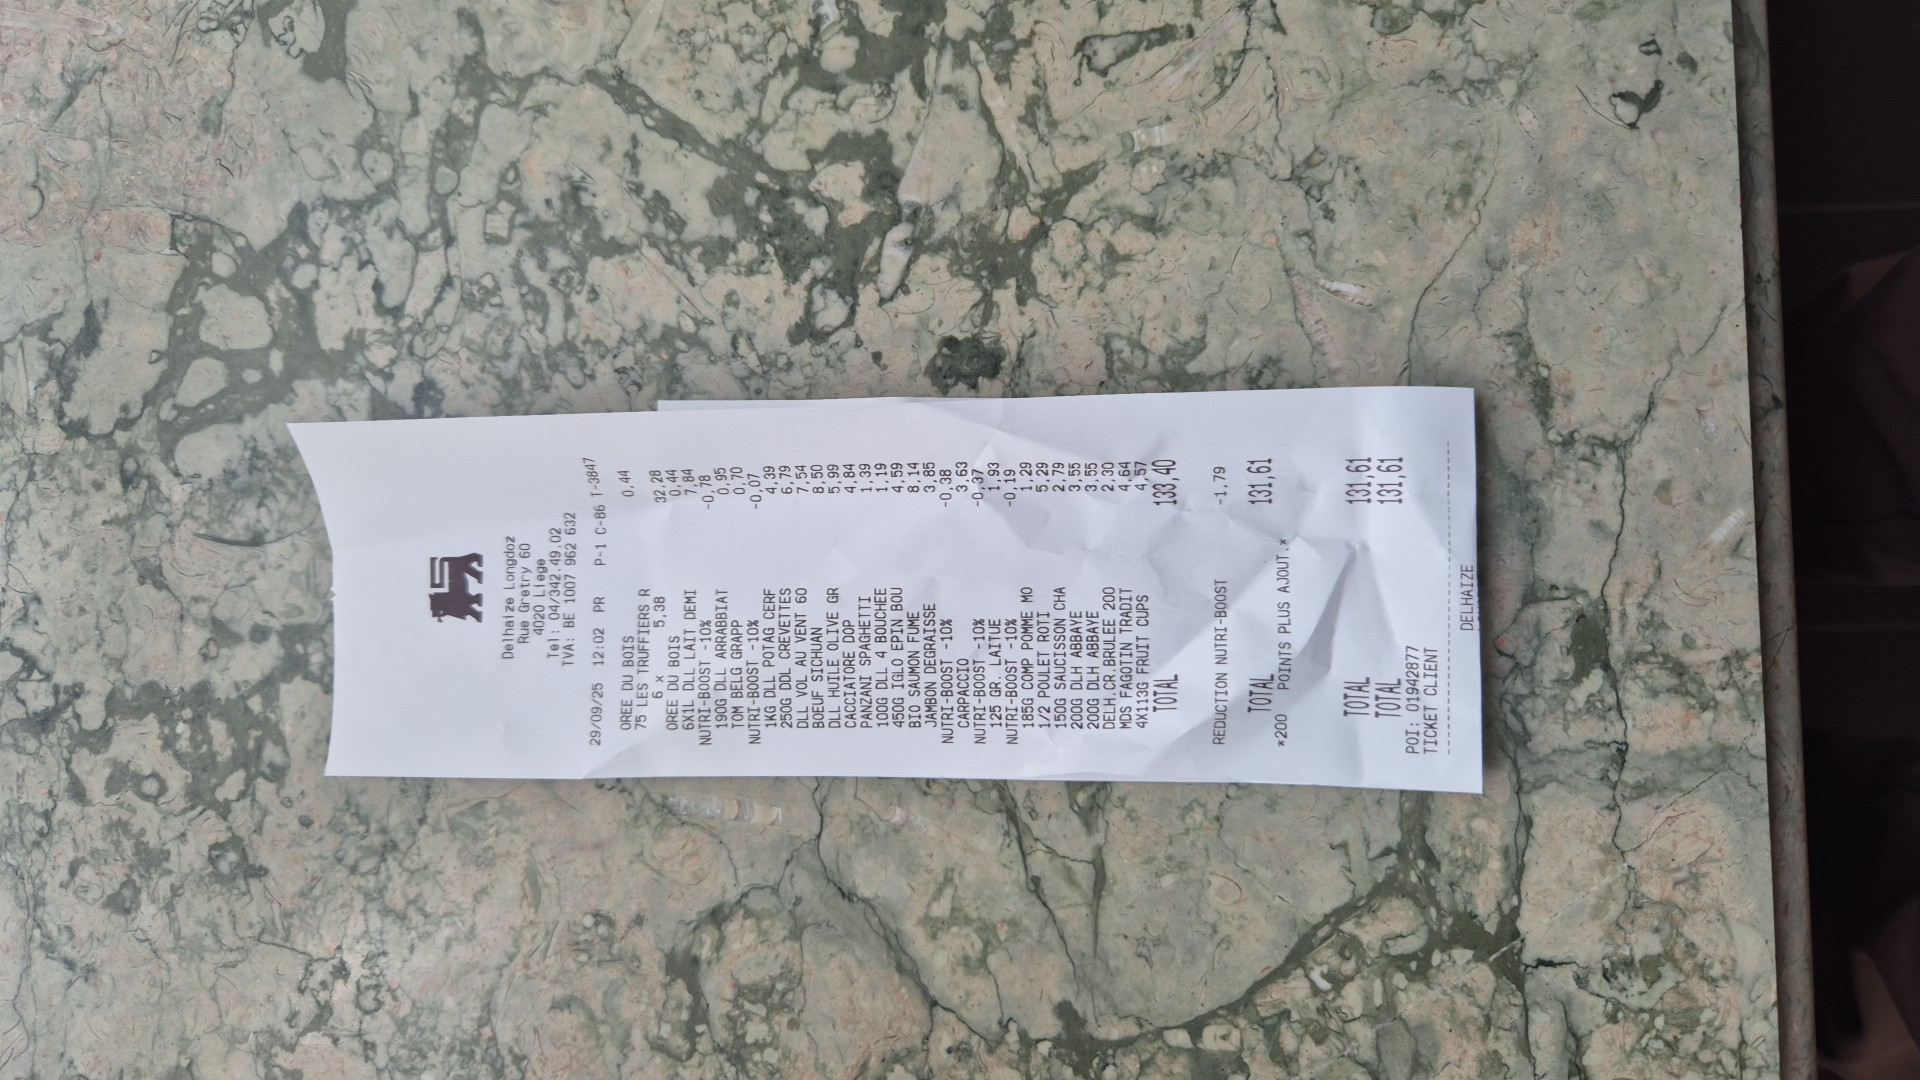 Delhaize Longdoz
Rue Gretry 60
4020 Liege
Tel: 04/342.49.02
TVA: BE 1007 962 632
29/09/25 12:02 PR P-1 C-86 T-3847
OREE DU BOIS 0,44
75 LES TRUFFIERS R
6 x 5,38 32,28
OREE DU BOIS 0,44
6X1L DLL LAIT DEMI 7,84
NUTRI-BOOST -10% -0,78
190G DLL ARRABBIAT 0,95
TOM BELG GRAPP 0,70
NUTRI-BOOST -10% -0,07
1KG DLL POTAG CERF 4,39
250G DDL CREVETTES 6,79
DLL VOL AU VENT 60 7,54
BOEUF SICHUAN 8,50
DLL HUILE OLIVE GR 5,99
CACCIATORE DOP 4,84
PANZANI SPAGHETTI 1,39
100G DLL 4 BOUCHEE 1,19
450G IGLO EPIN BOU 4,59
BIO SAUMON FUME 8,14
JAMBON DEGRAISSE 3,85
NUTRI-BOOST -10% -0,38
CARPACCIO 3,63
NUTRI-BOOST -10% -0,37
125 GR. LAITUE 1,93
NUTRI-BOOST -10% -0,19
185G COMP POMME MO 1,29
1/2 POULET ROTI 5,29
150G SAUCISSON CHA 2,79
200G DLH ABBAYE 3,55
200G DLH ABBAYE 3,55
DELH.CR.BRULEE 200 2,30
MDS FAGOTIN TRADIT 4,64
4X113G FRUIT CUPS 4,57
TOTAL 133,40
REDUCTION NUTRI-BOOST -1,79
TOTAL 131,61
*200 POINTS PLUS AJOUT.*
TOTAL 131,61
TOTAL 131,61
POI: 01942877
TICKET CLIENT
DELHAIZE